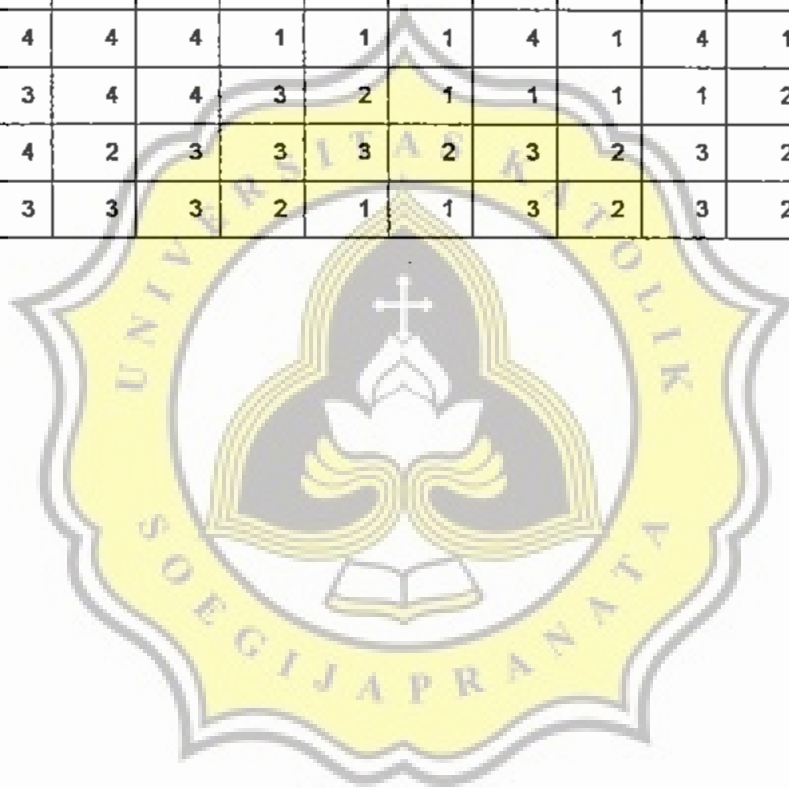 4 4 4 1 1 1 4 1 4 1
3 4 4 3 2 1 1 1 1 2
4 2 3 3 3 2 3 2 3 2
3 3 3 2 1 1 3 2 3 2
UNIVERSITAS KATOLIK
SOEGIJAPRANATA